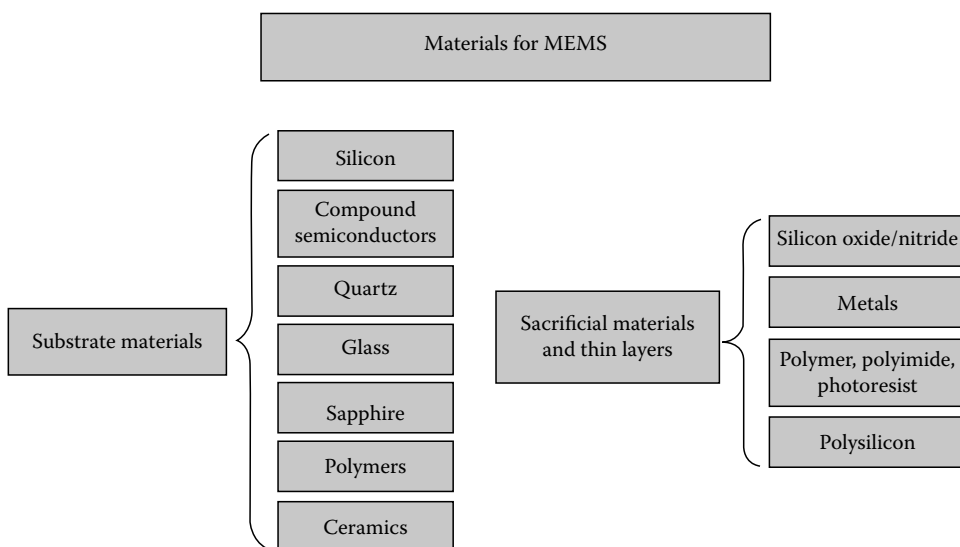 Materials for MEMS
Substrate materials
Silicon
Compound
semiconductors
Quartz
Glass
Sapphire
Polymers
Ceramics
Sacrificial materials
and thin layers
Silicon oxide/nitride
Metals
Polymer, polyimide,
photoresist
Polysilicon